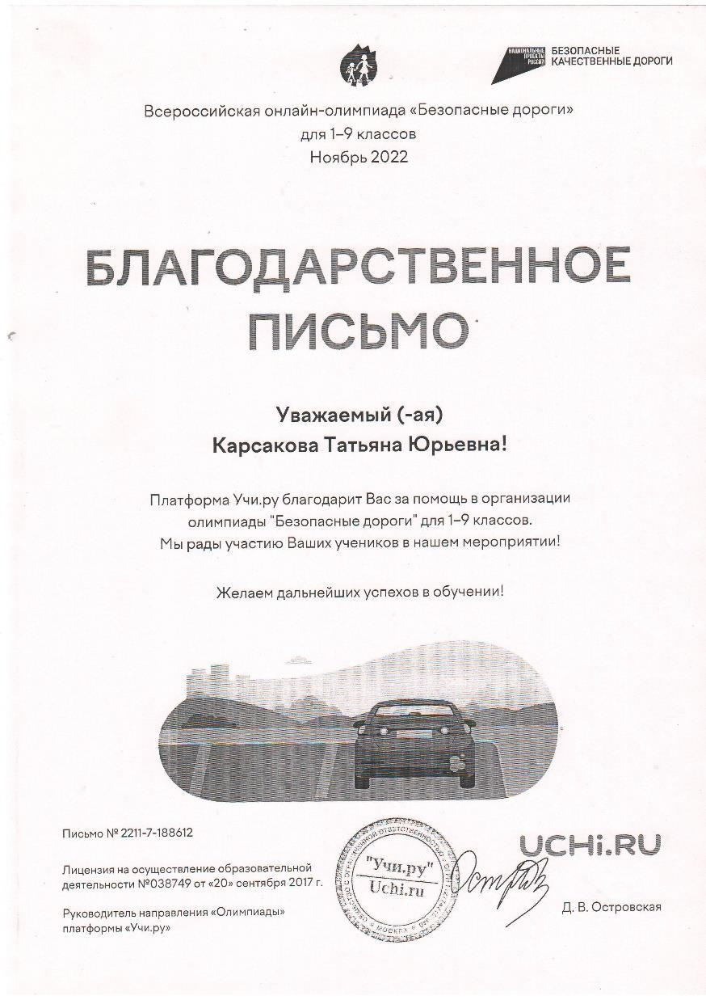 НАЦИОНАЛЬНЫЕ
ПРОЕКТЫ
РОССИИ
БЕЗОПАСНЫЕ
КАЧЕСТВЕННЫЕ ДОРОГИ
Всероссийская онлайн-олимпиада «Безопасные дороги»
для 1–9 классов
Ноябрь 2022
БЛАГОДАРСТВЕННОЕ
ПИСЬМО
Уважаемый (-ая)
Карсакова Татьяна Юрьевна!
Платформа Учи.ру благодарит Вас за помощь в организации
олимпиады "Безопасные дороги" для 1–9 классов.
Мы рады участию Ваших учеников в нашем мероприятии!
Желаем дальнейших успехов в обучении!
Письмо № 2211-7-188612
Лицензия на осуществление образовательной
деятельности №038749 от «20» сентября 2017 г.
Руководитель направления «Олимпиады»
платформы «Учи.ру»
ОБЩЕСТВО С ОГРАНИЧЕННОЙ ОТВЕТСТВЕННОСТЬЮ
"Учи.ру"
Uchi.ru
МОСКВА
UCHi.RU
Д. В. Островская